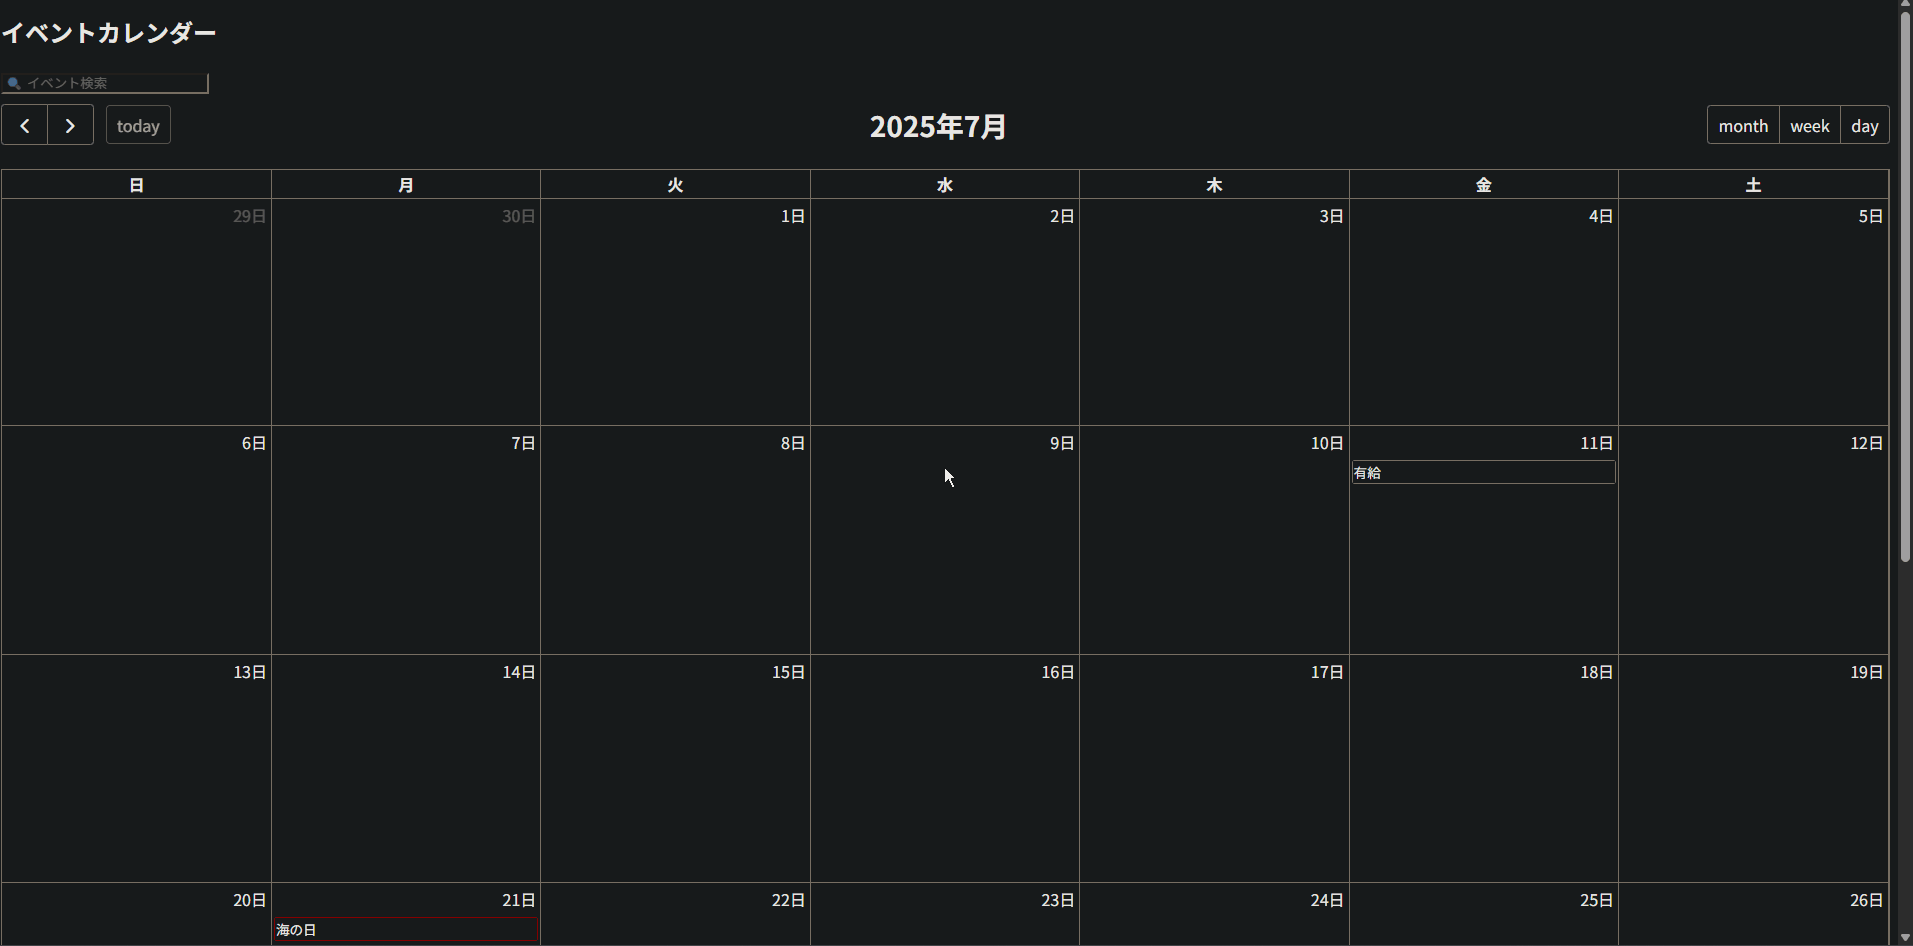 イベントカレンダー
イベント検索
today
2025年7月
month week day
日 月 火 水 木 金 土
29日 30日 1日 2日 3日 4日 5日
6日 7日 8日 9日 10日 11日 12日
有給
13日 14日 15日 16日 17日 18日 19日
20日 21日 22日 23日 24日 25日 26日
海の日